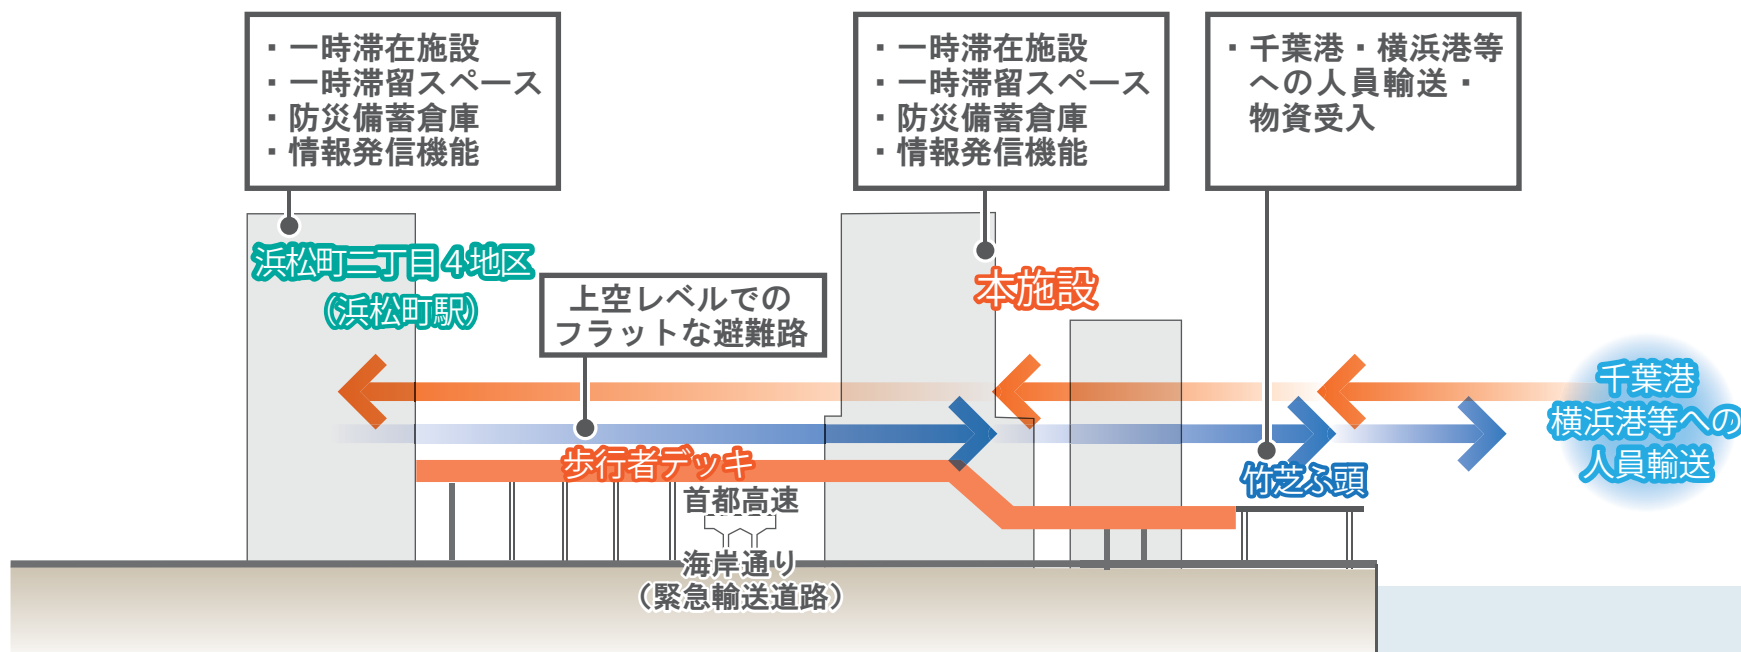 ・一時滞在施設
・一時滞留スペース
・防災備蓄倉庫
・情報発信機能
・一時滞在施設
・一時滞留スペース
・防災備蓄倉庫
・情報発信機能
・千葉港・横浜港等
への人員輸送・
物資受入
浜松町二丁目4地区
(浜松町駅)
上空レベルでの
フラットな避難路
本施設
千葉港
横浜港等への
人員輸送
歩行者デッキ
竹芝ふ頭
首都高速
海岸通り
(緊急輸送道路)